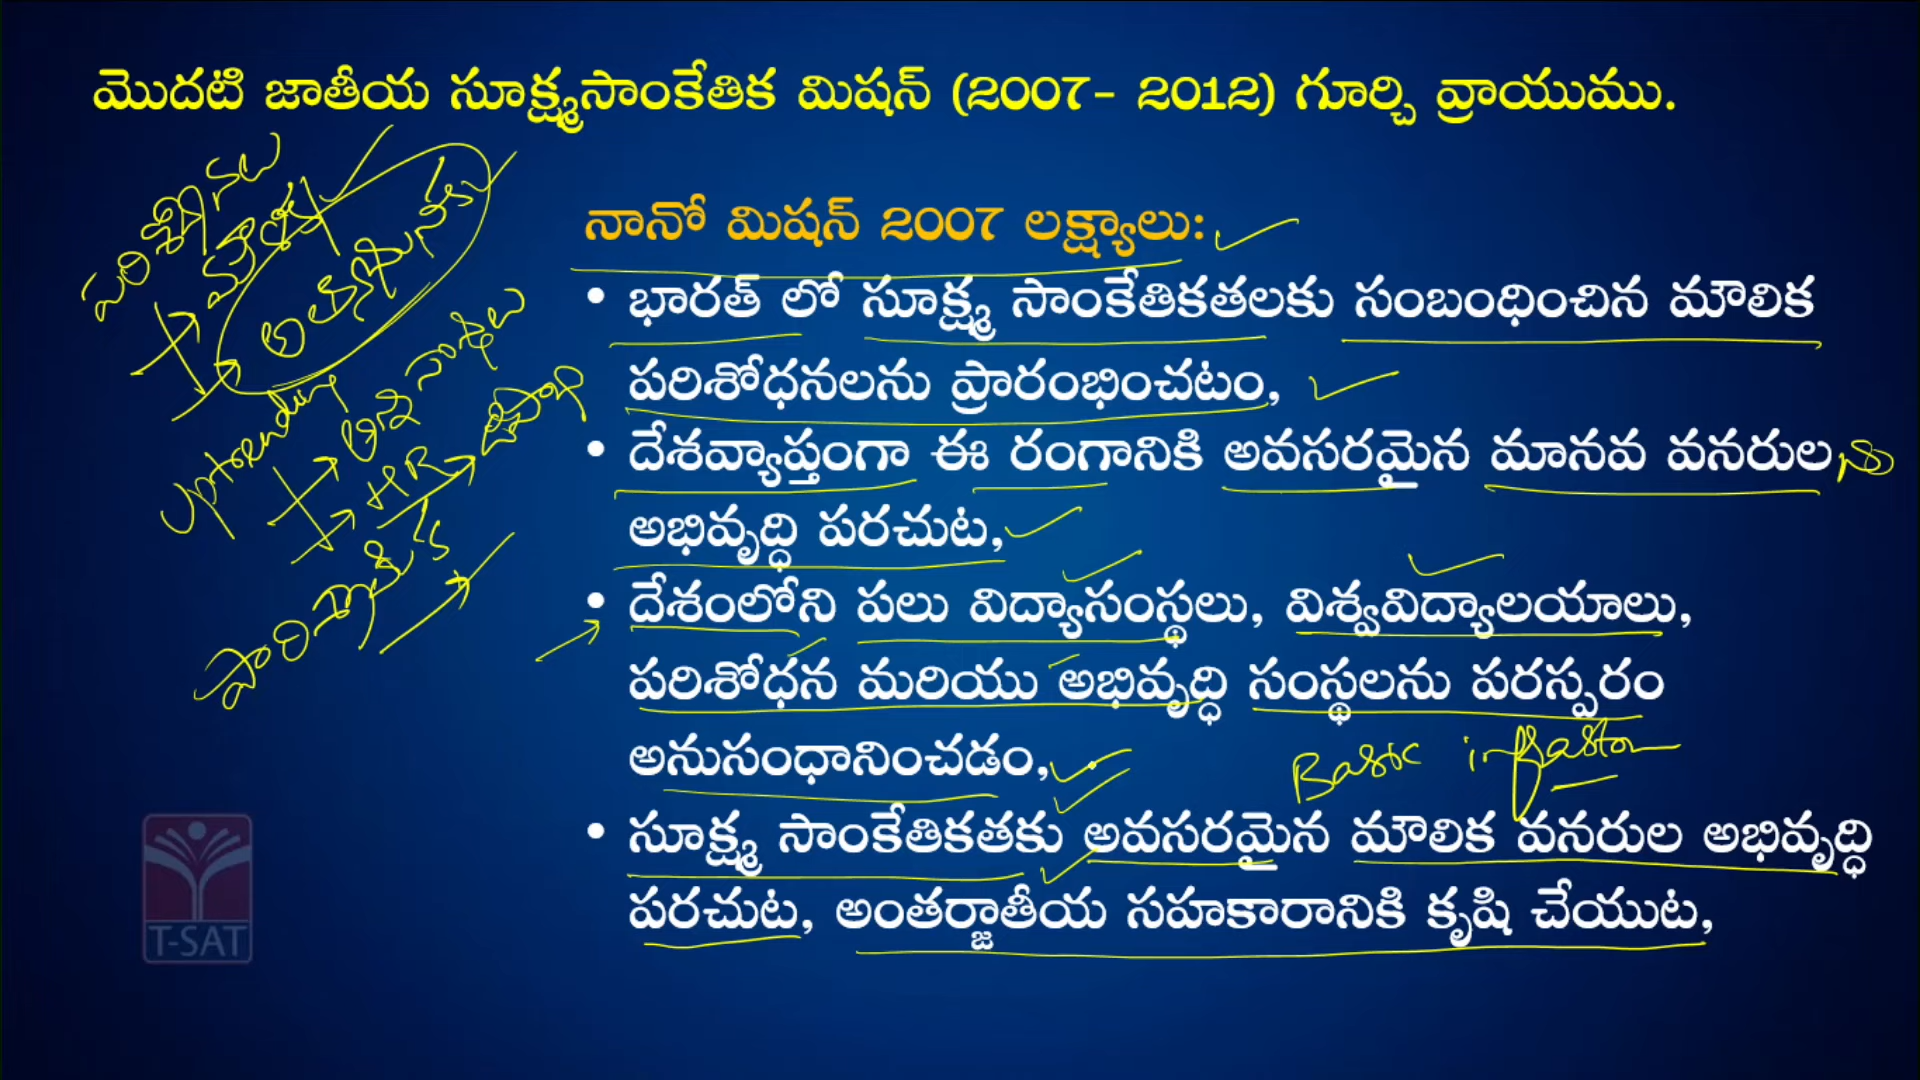 మొదటి జాతీయ సూక్ష్మసాంకేతిక మిషన్ (2007- 2012) గూర్చి వ్రాయుము.
నానో మిషన్ 2007 లక్ష్యాలు:
• భారత్ లో సూక్ష్మ సాంకేతికతలకు సంబంధించిన మౌలిక
పరిశోధనలను ప్రారంభించటం,
• దేశవ్యాప్తంగా ఈ రంగానికి అవసరమైన మానవ వనరుల ను
అభివృద్ధి పరచుట,
• దేశంలోని పలు విద్యాసంస్థలు, విశ్వవిద్యాలయాలు,
పరిశోధన మరియు అభివృద్ధి సంస్థలను పరస్పరం
అనుసంధానించడం,
Basic
• సూక్ష్మ సాంకేతికతకు అవసరమైన మౌలిక వనరుల అభివృద్ధి
పరచుట, అంతర్జాతీయ సహకారానికి కృషి చేయుట,
HR
T-SAT